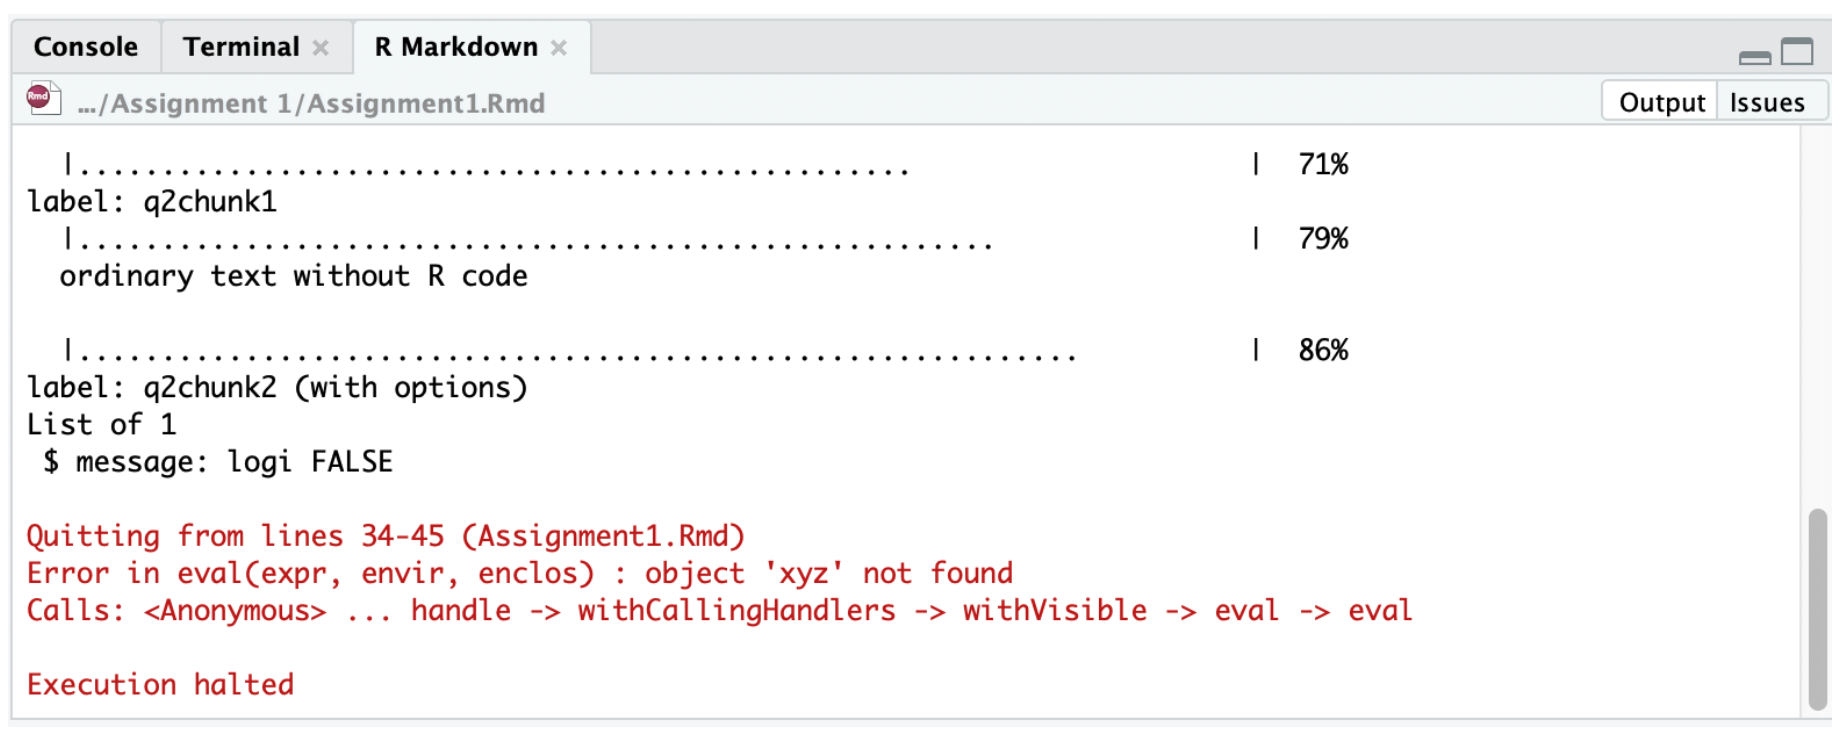 Console Terminal × R Markdown ×
Rmd .../Assignment 1/Assignment1.Rmd Output Issues
|.................................................. | 71%
label: q2chunk1
|....................................................... | 79%
ordinary text without R code
|............................................................ | 86%
label: q2chunk2 (with options)
List of 1
$ message: logi FALSE
Quitting from lines 34-45 (Assignment1.Rmd)
Error in eval(expr, envir, enclos) : object 'xyz' not found
Calls: <Anonymous> ... handle -> withCallingHandlers -> withVisible -> eval -> eval
Execution halted